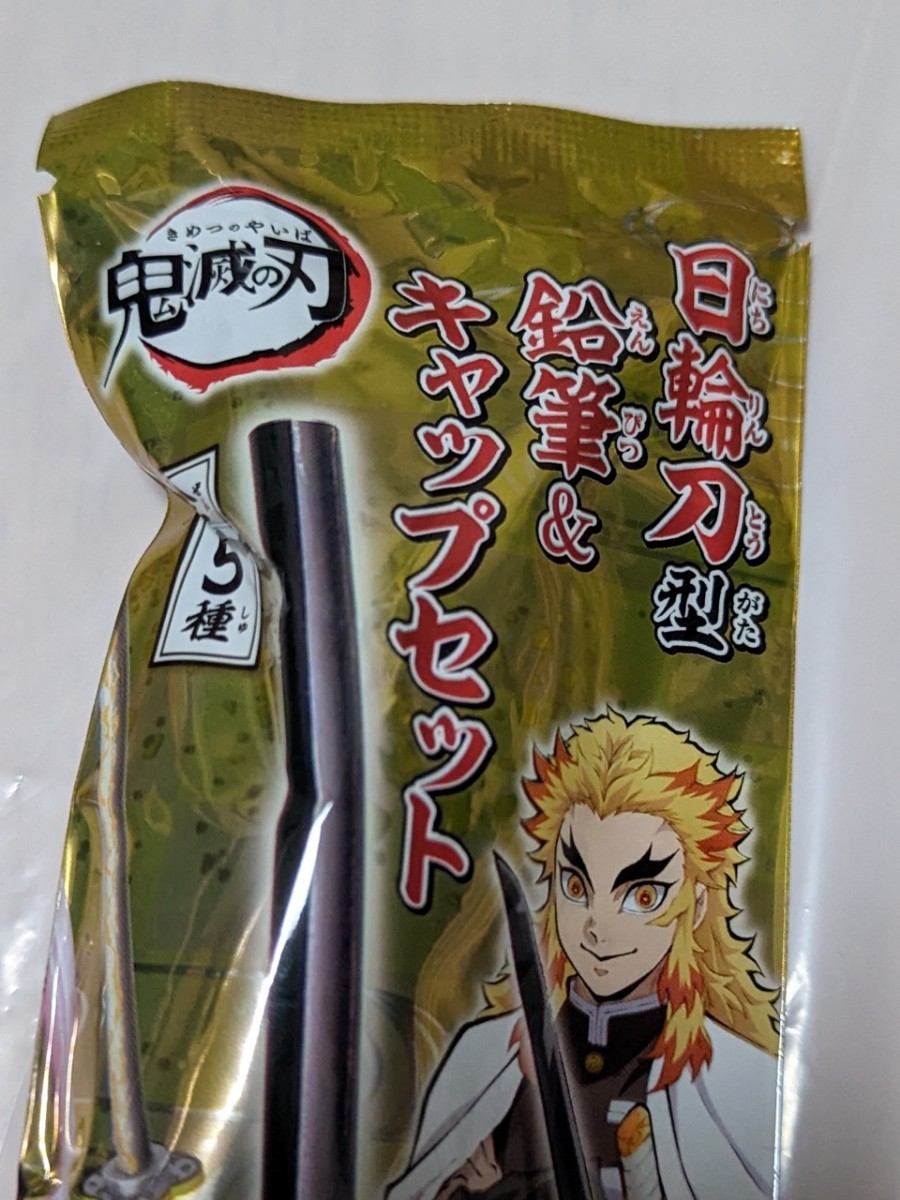 きめつのやいば
鬼滅の刃
日輪刀型
にちりんとうがた
鉛筆&
えんぴつ
キャップセット
5種
しゅ